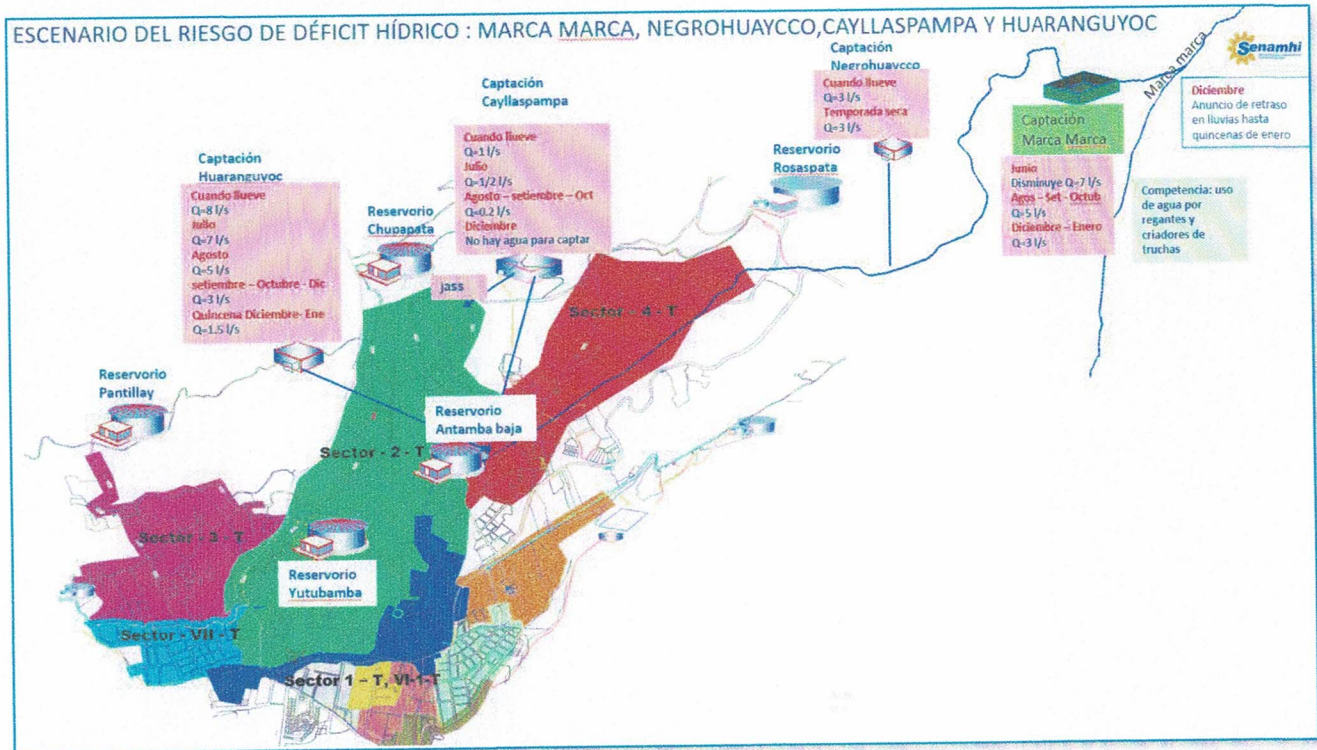 ESCENARIO DEL RIESGO DE DÉFICIT HÍDRICO : MARCA MARCA, NEGROHUAYCCO,CAYLLASPAMPA Y HUARANGUYOC
Senamhi
Marca marca
Diciembre
Anuncio de retraso
en lluvias hasta
quincenas de enero
Captación
Negrohuaycco
Cuando llueve
Q=3 l/s
Temporada seca
Q=3 l/s
Captación
Marca Marca
Junio
Disminuye Q=7 l/s
Agos - Set - Octub
Q=5 l/s
Diciembre – Enero
Q=3 l/s
Competencia: uso
de agua por
regantes y
criadores de
truchas
Captación
Cayllaspampa
Cuando llueve
Q=1 l/s
Julio
Q=1/2 l/s
Agosto – setiembre – Oct
Q=0.2 l/s
Diciembre
No hay agua para captar
jass
Captación
Huaranguyoc
Cuando llueve
Q=8 l/s
Julio
Q=7 l/s
Agosto
Q=5 l/s
setiembre – Octubre - Dic
Q=3 l/s
Quincena Diciembre- Ene
Q=1.5 l/s
Reservorio
Chupapata
Reservorio
Rosaspata
Reservorio
Pantillay
Sector - 4 - T
Reservorio
Antamba baja
Sector - 2 - T
Sector - 3 - T
Reservorio
Yutubamba
Sector - VII - T
Sector 1 – T, VI-1-T